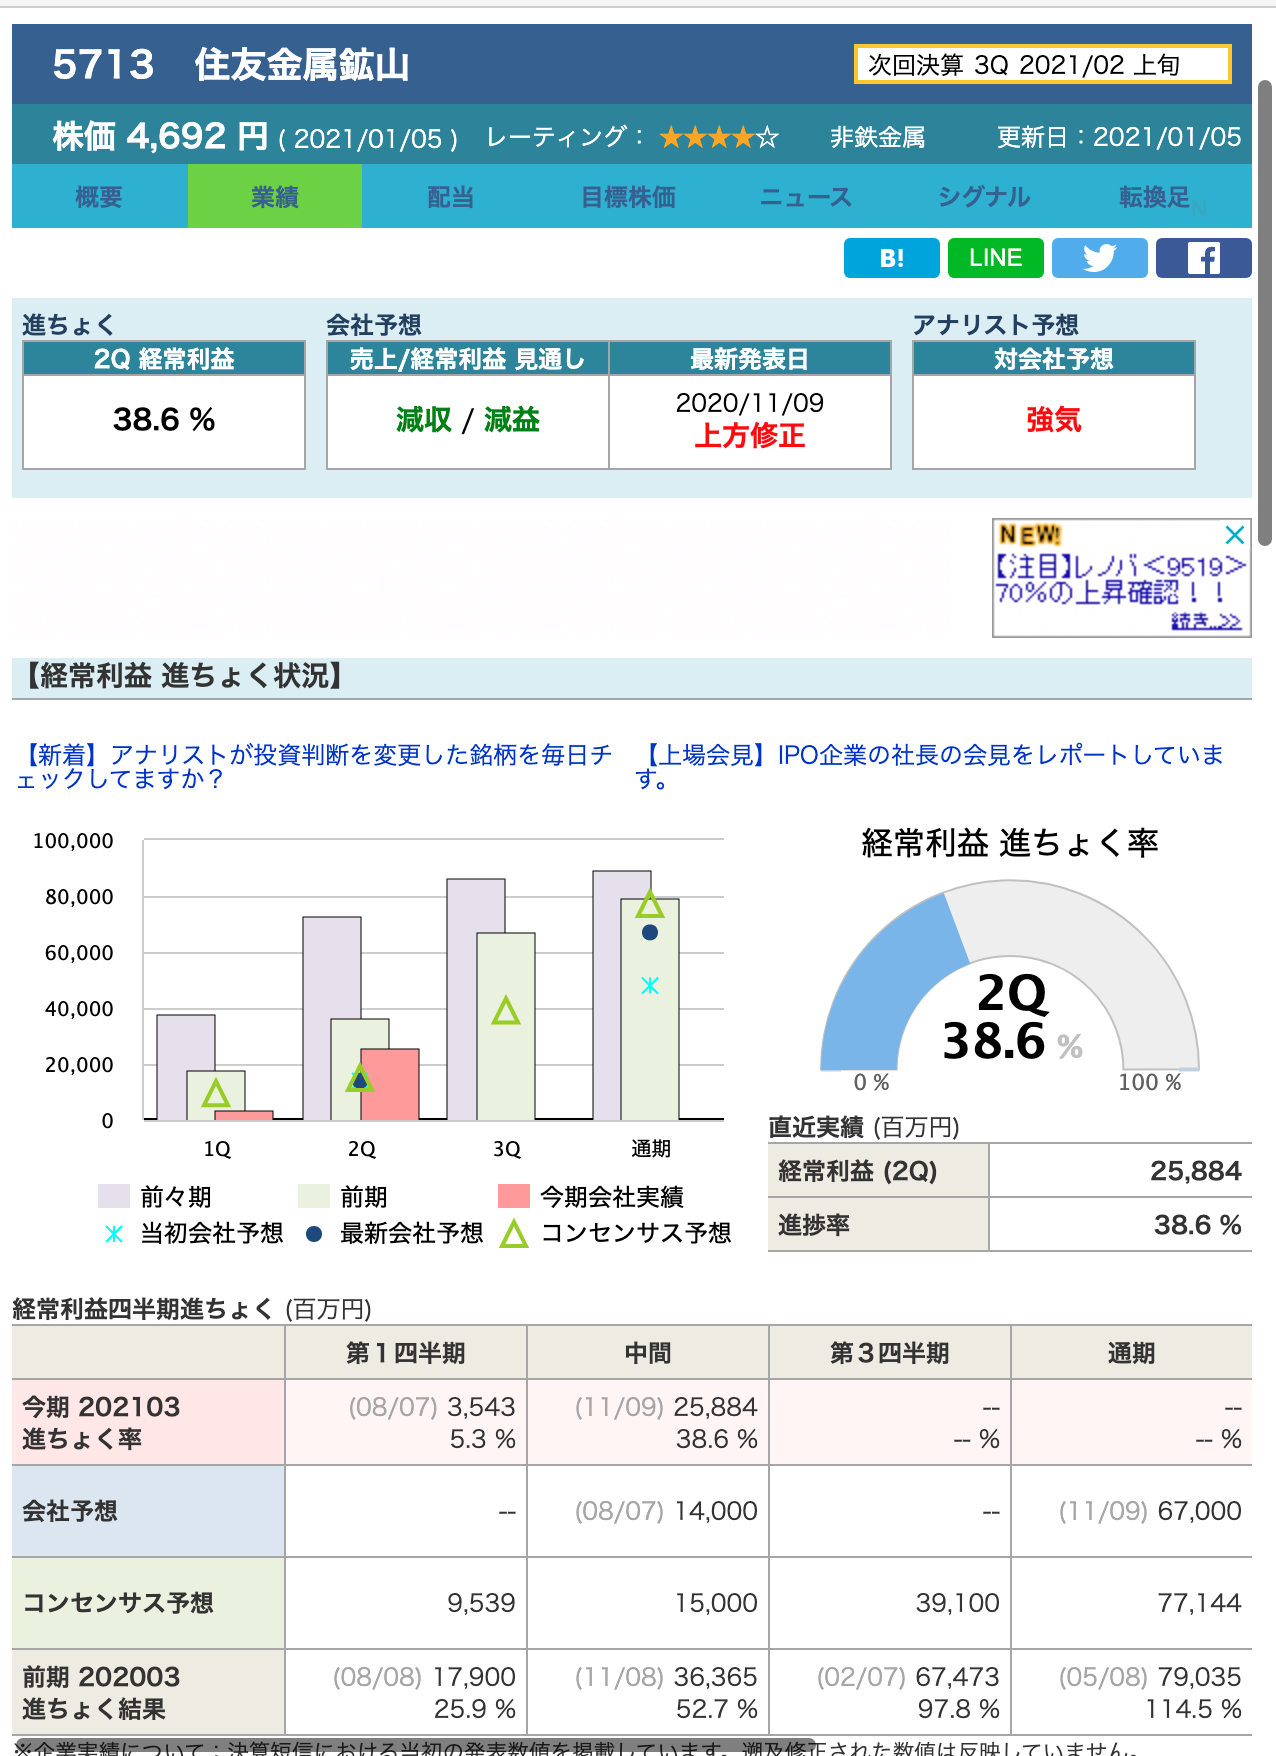 5713 住友金属鉱山
次回決算 3Q 2021/02 上旬
株価 4,692 円 ( 2021/01/05 ) レーティング： ★★★★☆ 非鉄金属 更新日：2021/01/05
概要 業績 配当 目標株価 ニュース シグナル 転換足
B! LINE
進ちょく 会社予想 アナリスト予想
2Q 経常利益 売上/経常利益 見通し 最新発表日 対会社予想
38.6 % 減収 / 減益 2020/11/09 強気
上方修正
NEW!
【注目】レノバ<9519>
70%の上昇確認！！
続き..>>
【経常利益 進ちょく状況】
【新着】アナリストが投資判断を変更した銘柄を毎日チ
ェックしてますか？
【上場会見】IPO企業の社長の会見をレポートしていま
す。
100,000
80,000
60,000
40,000
20,000
0
1Q 2Q 3Q 通期
前々期 前期 今期会社実績
当初会社予想 最新会社予想 コンセンサス予想
経常利益 進ちょく率
2Q
38.6 %
0 % 100 %
直近実績 (百万円)
経常利益 (2Q) 25,884
進捗率 38.6 %
経常利益四半期進ちょく (百万円)
第１四半期 中間 第３四半期 通期
今期 202103 (08/07) 3,543 (11/09) 25,884 -- --
進ちょく率 5.3 % 38.6 % -- % -- %
会社予想 -- (08/07) 14,000 -- (11/09) 67,000
コンセンサス予想 9,539 15,000 39,100 77,144
前期 202003 (08/08) 17,900 (11/08) 36,365 (02/07) 67,473 (05/08) 79,035
進ちょく結果 25.9 % 52.7 % 97.8 % 114.5 %
※企業実績について：決算短信における当初の発表数値を掲載しています。遡及修正された数値は反映していません。